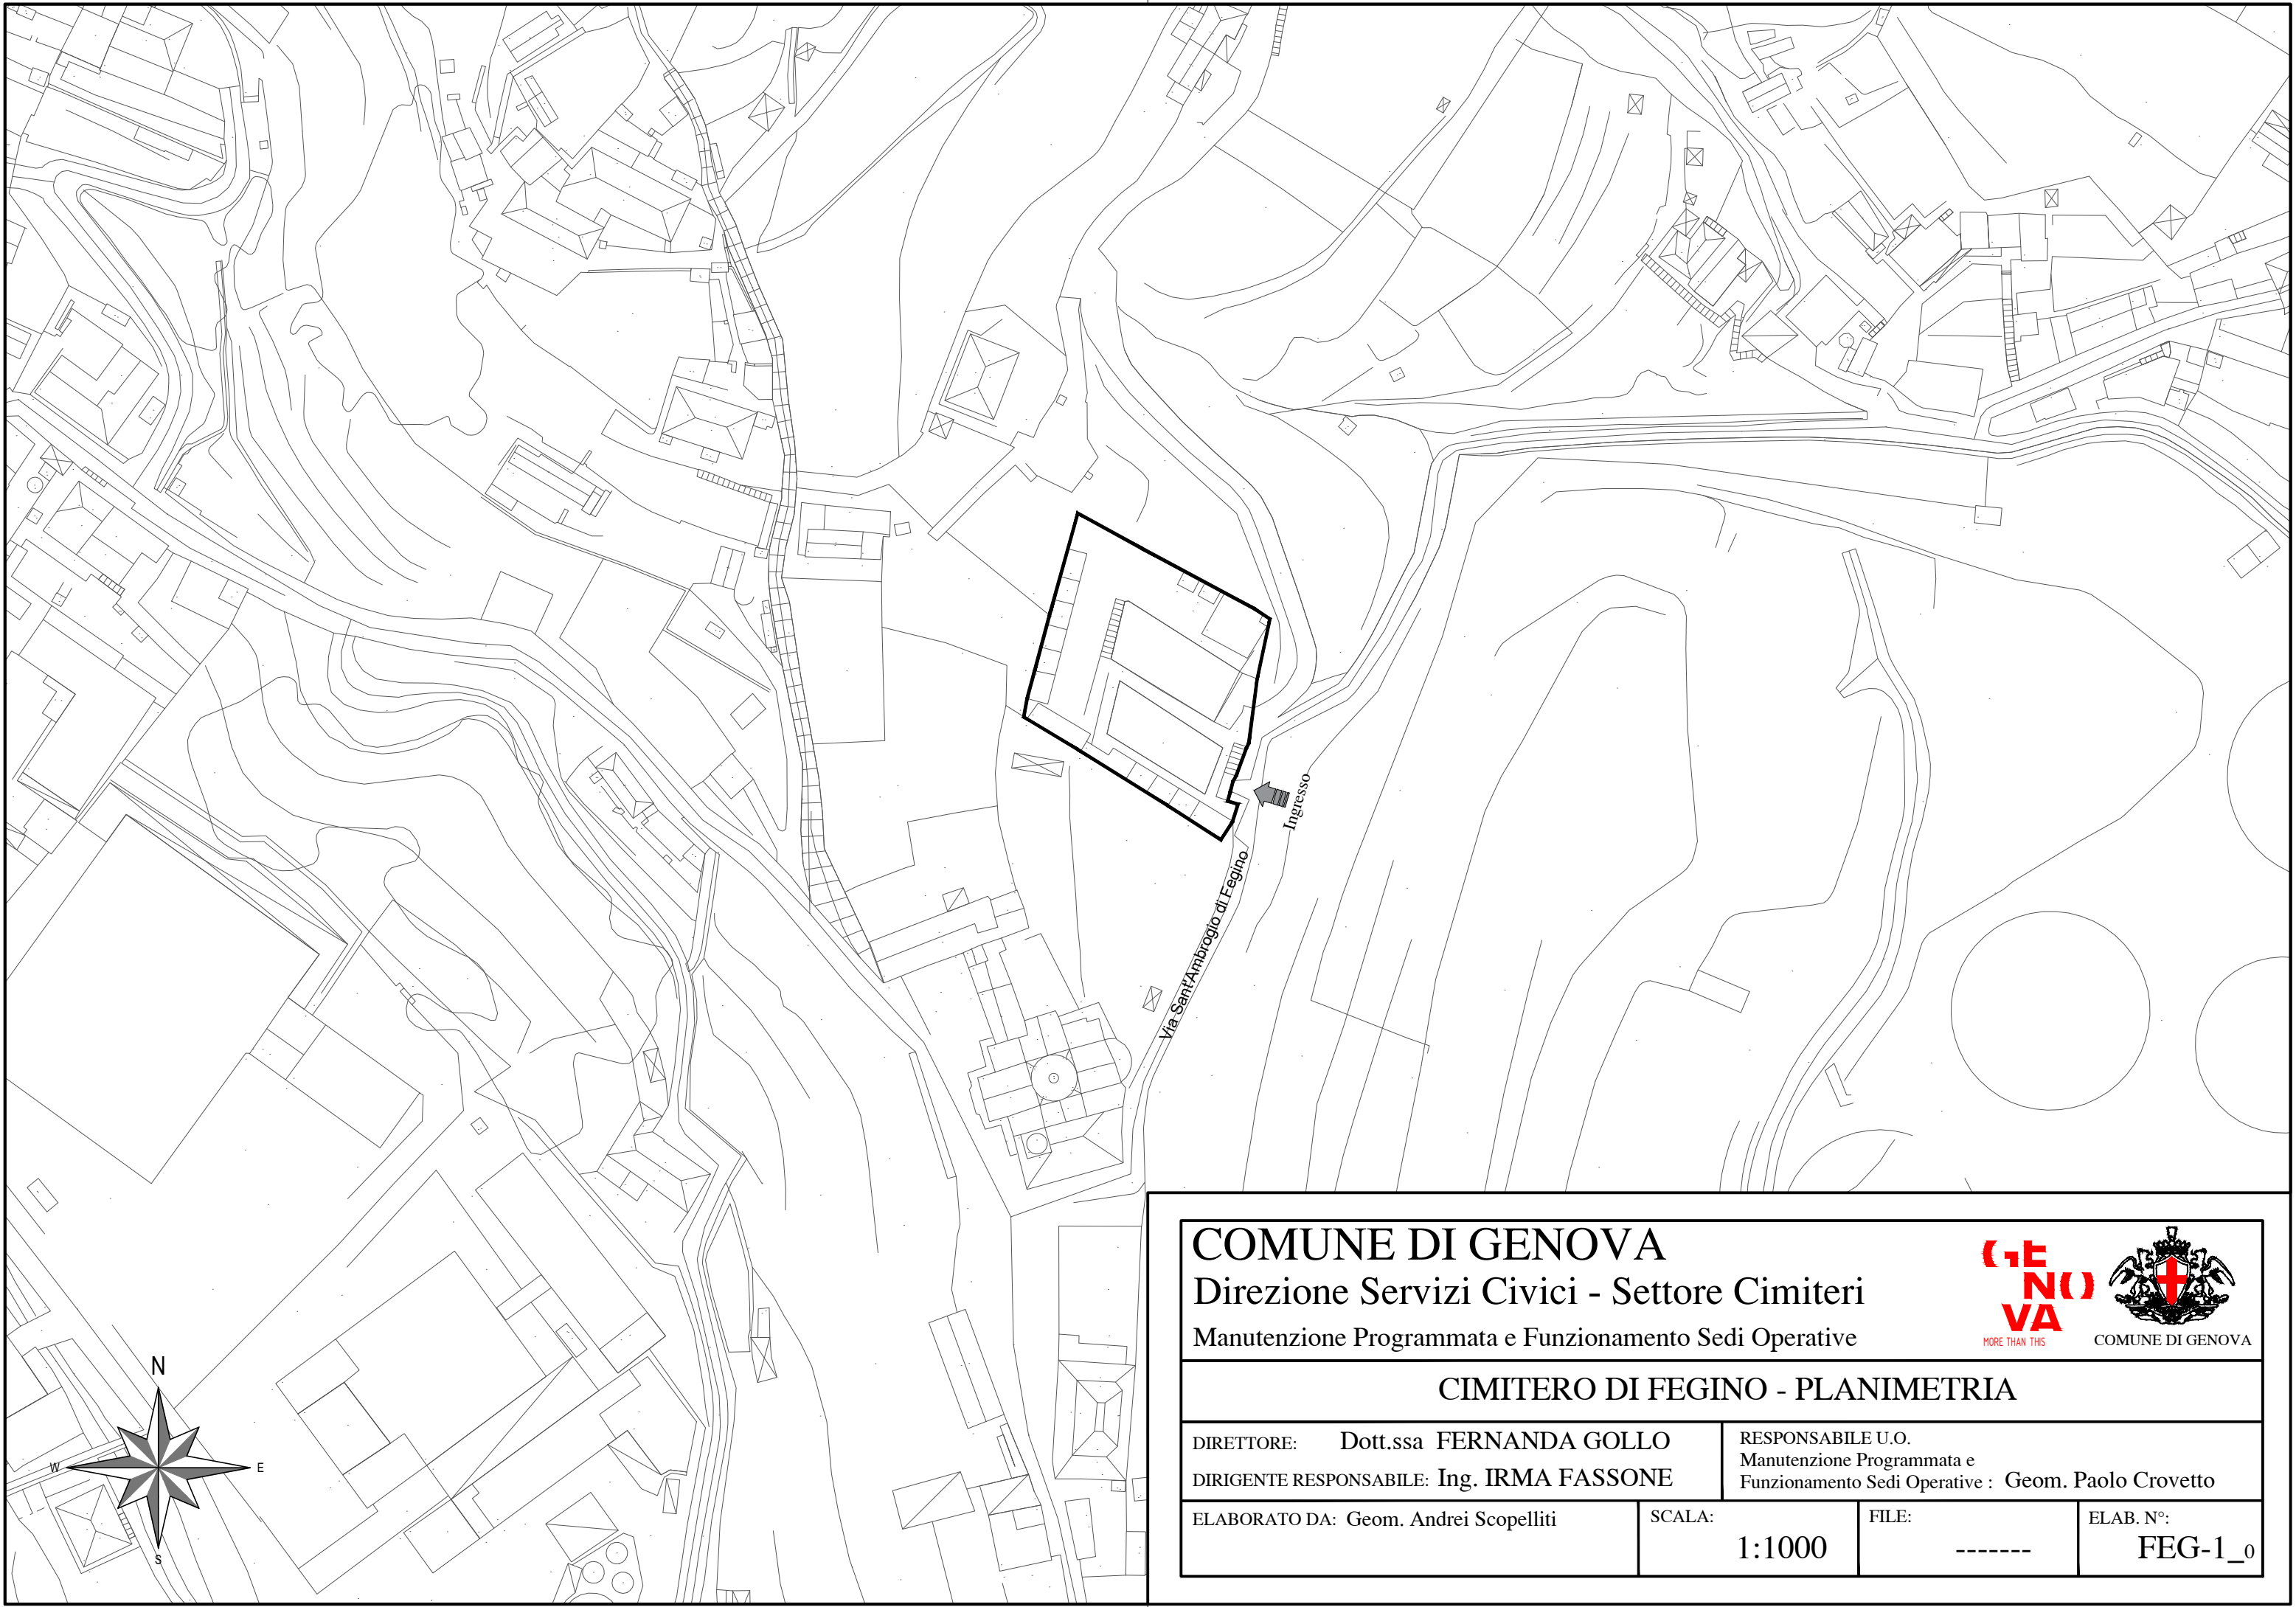 Ingresso
Via Sant'Ambrogio di Fegino
N
W
E
S
COMUNE DI GENOVA
Direzione Servizi Civici - Settore Cimiteri
Manutenzione Programmata e Funzionamento Sedi Operative
GENOVA
MORE THAN THIS
COMUNE DI GENOVA
CIMITERO DI FEGINO - PLANIMETRIA
DIRETTORE: Dott.ssa FERNANDA GOLLO
DIRIGENTE RESPONSABILE: Ing. IRMA FASSONE
RESPONSABILE U.O.
Manutenzione Programmata e
Funzionamento Sedi Operative : Geom. Paolo Crovetto
ELABORATO DA: Geom. Andrei Scopelliti
SCALA:
1:1000
FILE:
-------
ELAB. N°:
FEG-1_0